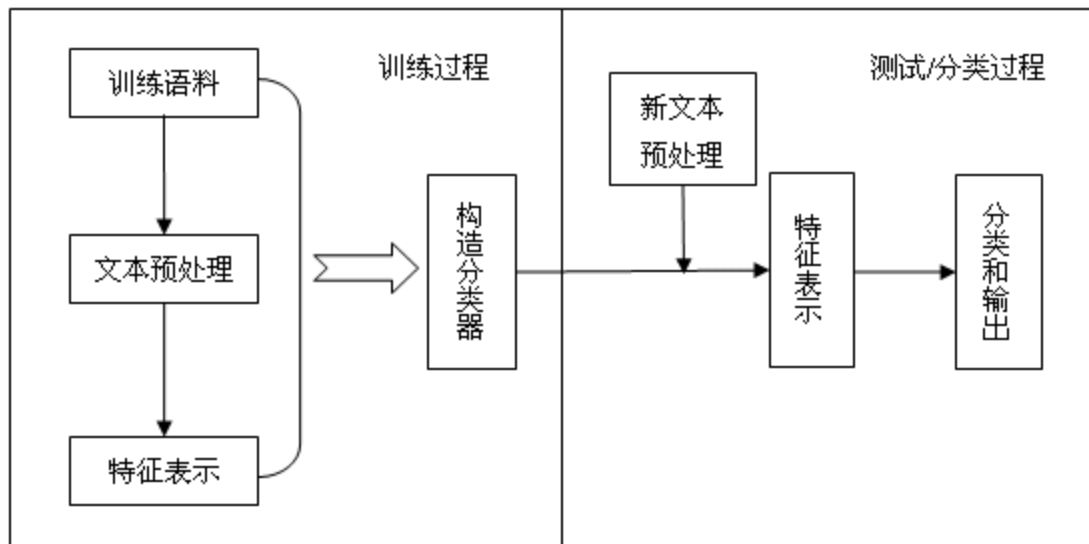 训练过程
训练语料
文本预处理
特征表示
构造分类器
测试/分类过程
新文本
预处理
特征表示
分类和输出